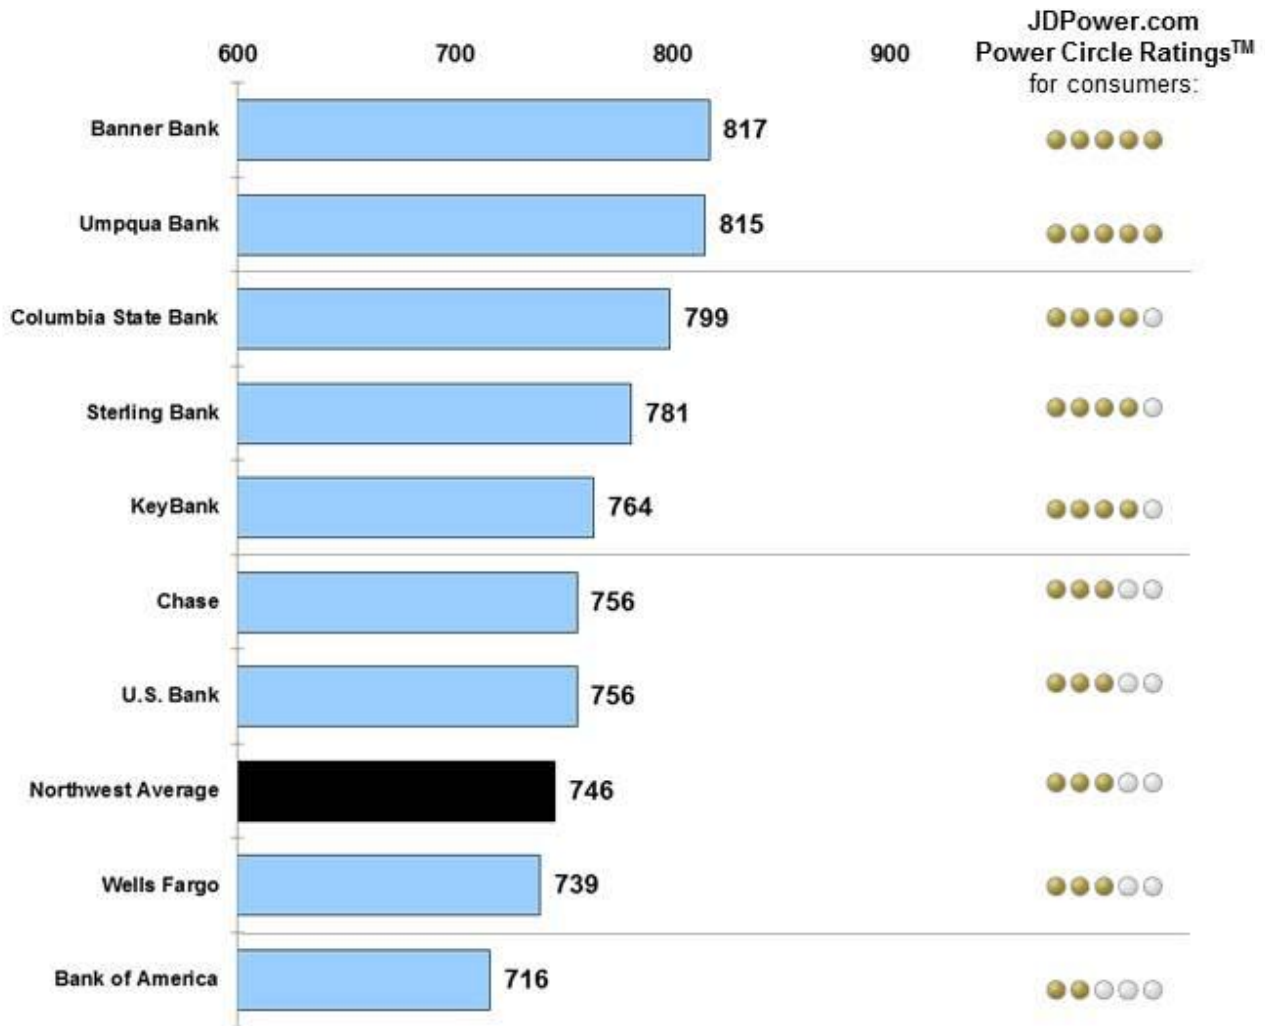 JDPower.com
600 700 800 900 Power Circle Ratings™
for consumers:
Banner Bank 817
Umpqua Bank 815
Columbia State Bank 799
Sterling Bank 781
KeyBank 764
Chase 756
U.S. Bank 756
Northwest Average 746
Wells Fargo 739
Bank of America 716